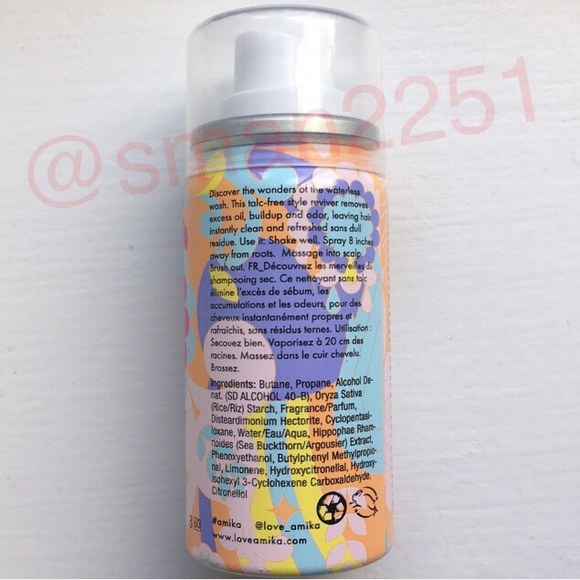 @sman2251
Discover the wonders of the waterless
wash. This talc-free style reviver removes
excess oil, buildup and odor, leaving hair
instantly clean and refreshed sans dull
residue. Use it: Shake well. Spray 8 inches
away from roots. Massage into scalp.
Brush out. FR_Découvrez les merveilles du
shampooing sec. Ce nettoyant sans talc
élimine l'excès de sébum, les
accumulations et les odeurs, pour des
cheveux instantanément propres et
rafraîchis, sans résidus ternes. Utilisation :
Secouez bien. Vaporisez à 20 cm des
racines. Massez dans le cuir chevelu.
Brossez.
Ingredients: Butane, Propane, Alcohol De-
nat. (SD ALCOHOL 40-B), Oryza Sativa
(Rice/Riz) Starch, Fragrance/Parfum,
Disteardimonium Hectorite, Cyclopentasi-
loxane, Water/Eau/Aqua, Hippophae Rham-
noides (Sea Buckthorn/Argousier) Extract,
Phenoxyethanol, Butylphenyl Methylpropio-
nal, Limonene, Hydroxycitronellal, Hydroxy-
isohexyl 3-Cyclohexene Carboxaldehyde,
Citronellol
#amika @love_amika
www.loveamika.com